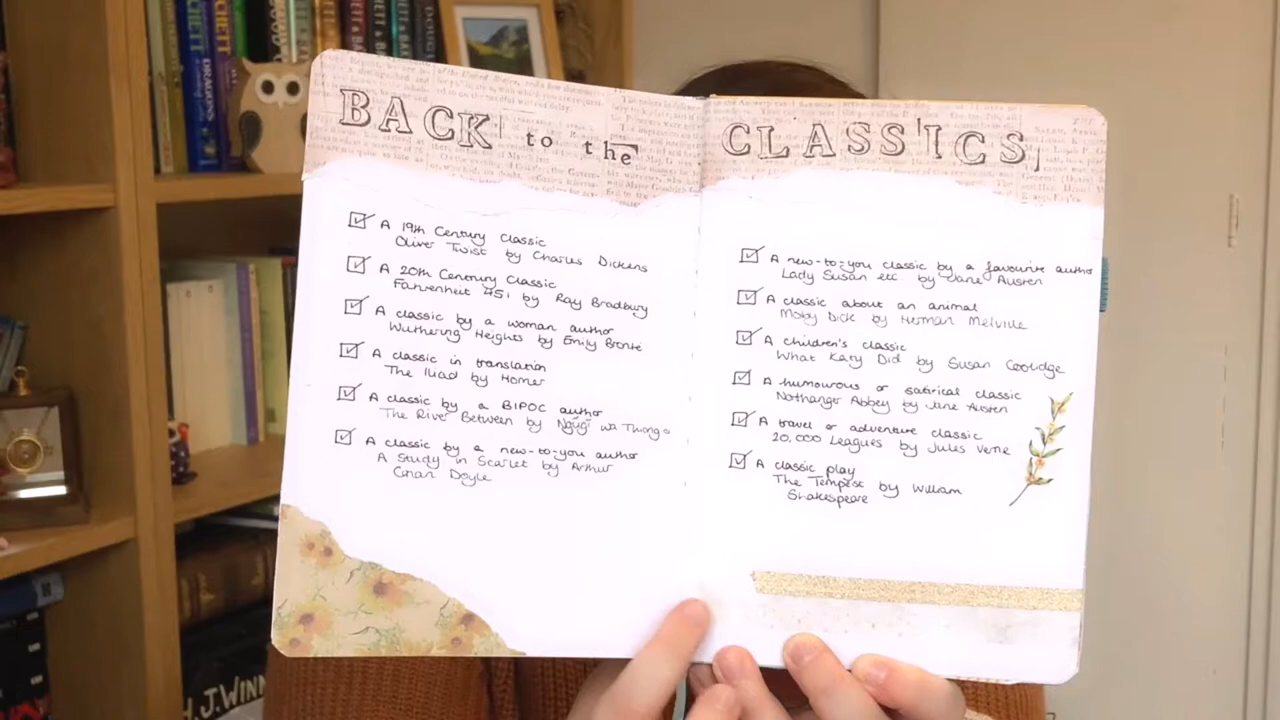 BACK to the
CLASSICS
A 19th Century Classic
Oliver Twist by Charles Dickens
A 20th Century Classic
Fahrenheit 451 by Ray Bradbury
A classic by a woman author
Wuthering Heights by Emily Bronte
A classic in translation
The Iliad by Homer
A classic by a BIPOC author
The River Between by Ngũgĩ wa Thiong'o
A classic by a new-to-you author
A Study in Scarlet by Arthur
Conan Doyle
A new-to-you classic by a favourite author
Lady Susan etc. by Jane Austen
A classic about an animal
Moby Dick by Herman Melville
A children's classic
What Katy Did by Susan Coolidge
A humourous or satirical classic
Northanger Abbey by Jane Austen
A travel or adventure classic
20,000 Leagues by Jules Verne
A classic play
The Tempest by William
Shakespeare
DRAGONS
H.J. WINN